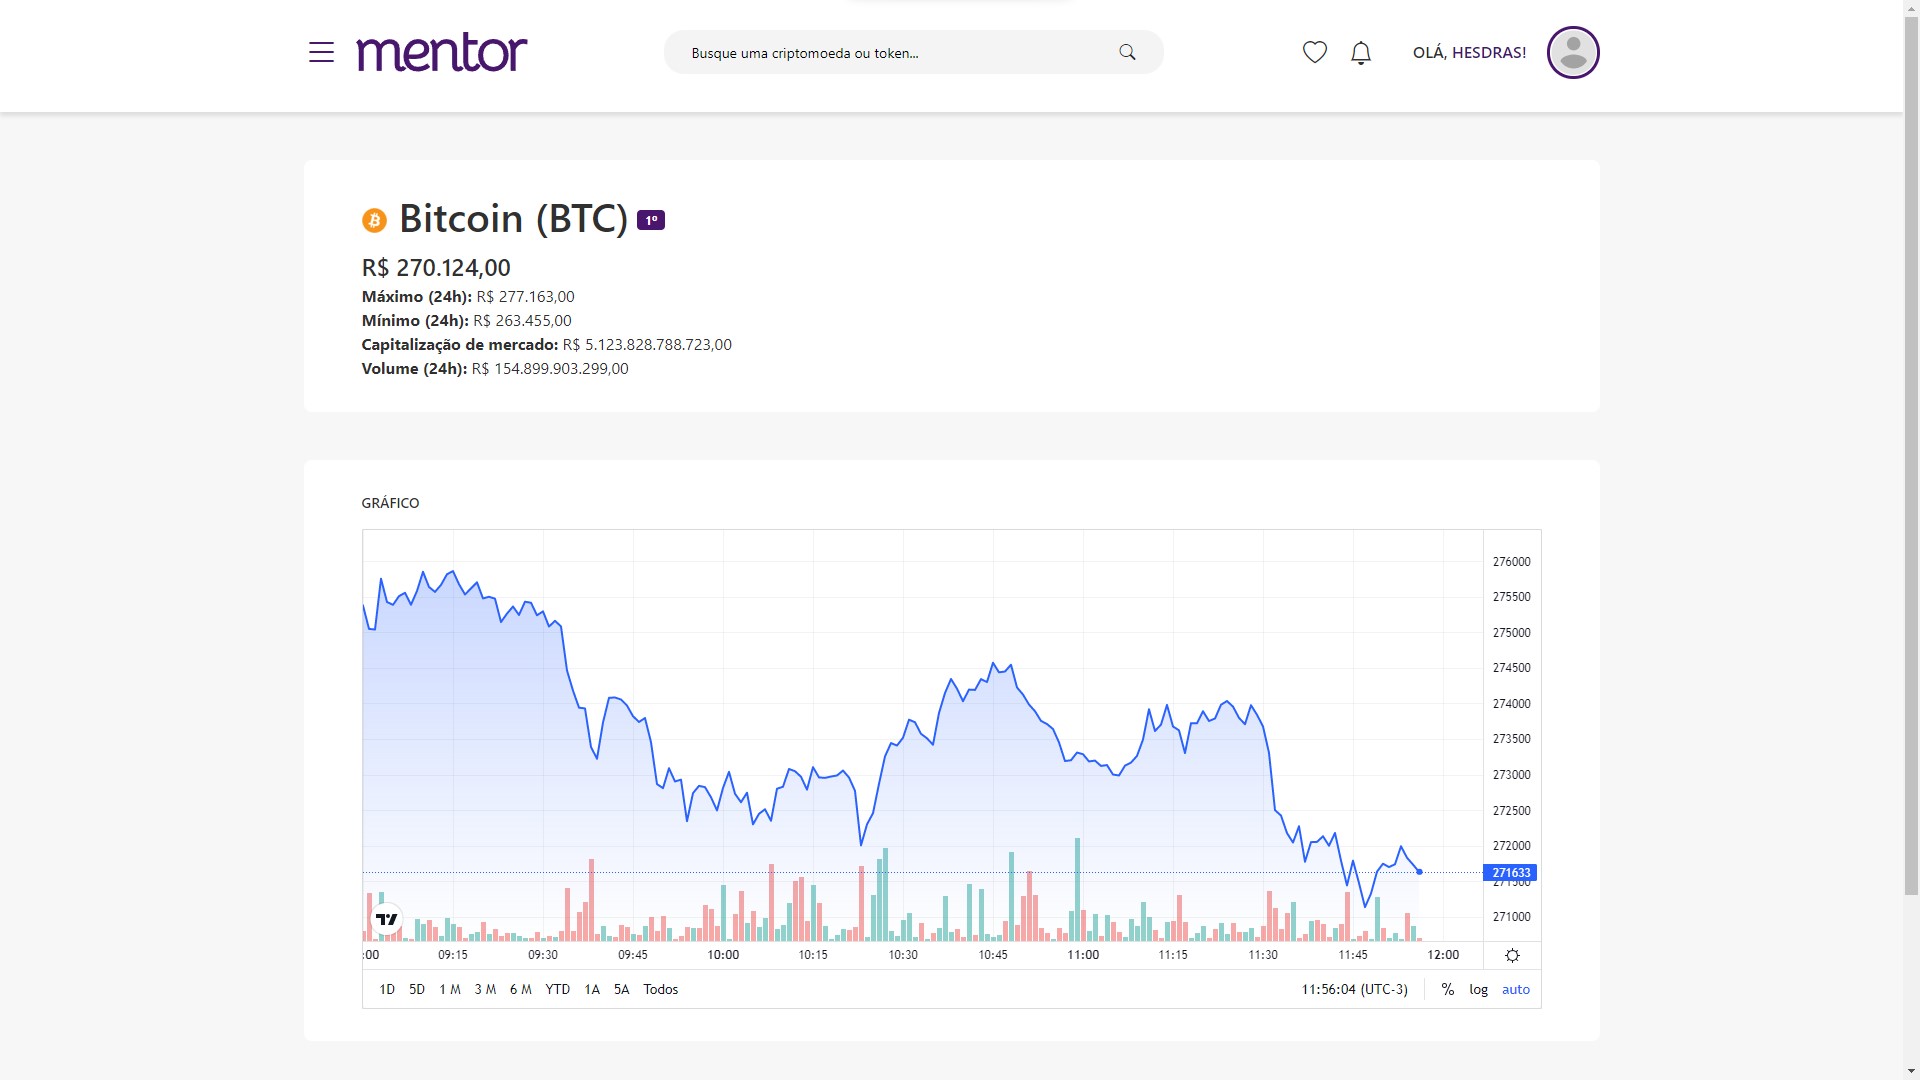 mentor
Busque uma criptomoeda ou token...
OLÁ, HESDRAS!
Bitcoin (BTC) 1º
R$ 270.124,00
Máximo (24h): R$ 277.163,00
Mínimo (24h): R$ 263.455,00
Capitalização de mercado: R$ 5.123.828.788.723,00
Volume (24h): R$ 154.899.903.299,00
GRÁFICO
276000
275500
275000
274500
274000
273500
273000
272500
272000
271633
271500
271000
:00 09:15 09:30 09:45 10:00 10:15 10:30 10:45 11:00 11:15 11:30 11:45 12:00
1D 5D 1 M 3 M 6 M YTD 1A 5A Todos 11:56:04 (UTC-3) % log auto